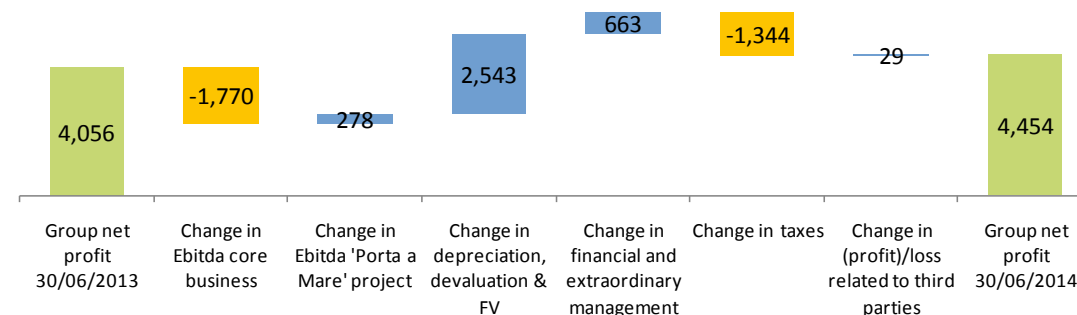 4,056
-1,770
278
2,543
663
-1,344
29
4,454
Group net
profit
30/06/2013
Change in
Ebitda core
business
Change in
Ebitda 'Porta a
Mare' project
Change in
depreciation,
devaluation &
FV
Change in
financial and
extraordinary
management
Change in taxes
Change in
(profit)/loss
related to third
parties
Group net
profit
30/06/2014